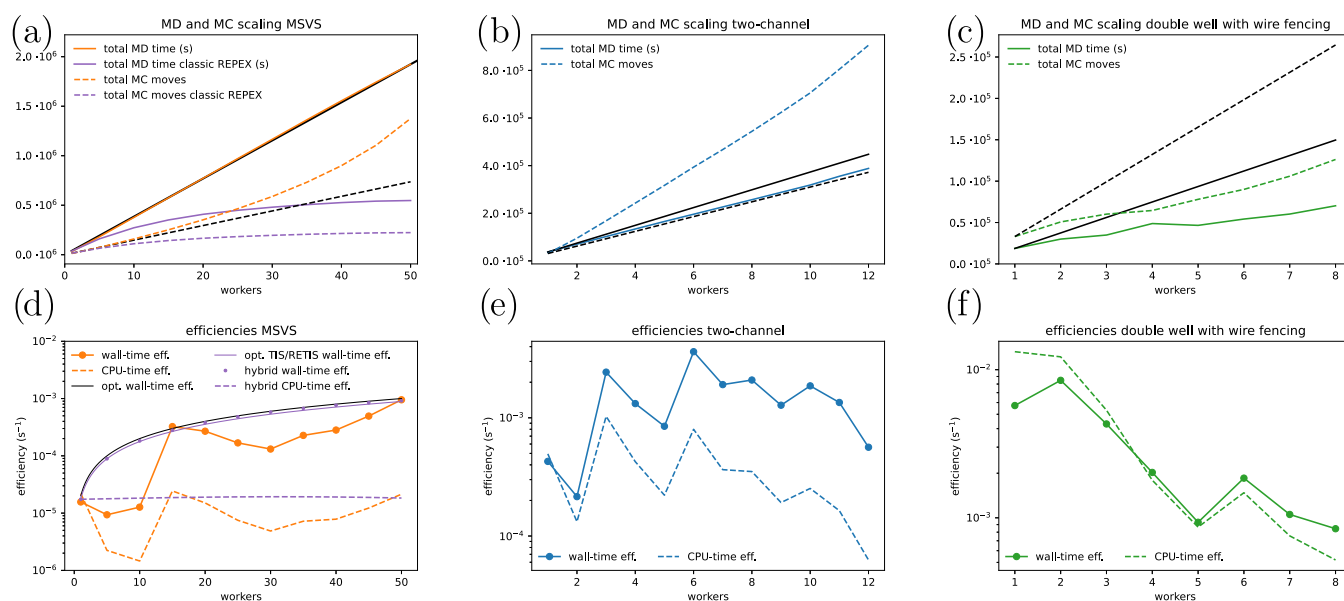 (a)
MD and MC scaling MSVS
total MD time (s)
total MD time classic REPEX (s)
total MC moves
total MC moves classic REPEX
2.0 ·10⁶
1.5 ·10⁶
1.0 ·10⁶
0.5 ·10⁶
0.0 ·10⁶
0 10 20 30 40 50
workers
(b)
MD and MC scaling two-channel
total MD time (s)
total MC moves
8.0 ·10⁵
6.0 ·10⁵
4.0 ·10⁵
2.0 ·10⁵
0.0 ·10⁵
2 4 6 8 10 12
workers
(c)
MD and MC scaling double well with wire fencing
total MD time (s)
total MC moves
2.5 ·10⁵
2.0 ·10⁵
1.5 ·10⁵
1.0 ·10⁵
0.5 ·10⁵
0.0 ·10⁵
1 2 3 4 5 6 7 8
workers
(d)
efficiencies MSVS
wall-time eff.
CPU-time eff.
opt. wall-time eff.
opt. TIS/RETIS wall-time eff.
hybrid wall-time eff.
hybrid CPU-time eff.
efficiency (s⁻¹)
10⁻²
10⁻³
10⁻⁴
10⁻⁵
10⁻⁶
0 10 20 30 40 50
workers
(e)
efficiencies two-channel
efficiency (s⁻¹)
10⁻³
10⁻⁴
wall-time eff.
CPU-time eff.
2 4 6 8 10 12
workers
(f)
efficiencies double well with wire fencing
efficiency (s⁻¹)
10⁻²
10⁻³
wall-time eff.
CPU-time eff.
1 2 3 4 5 6 7 8
workers